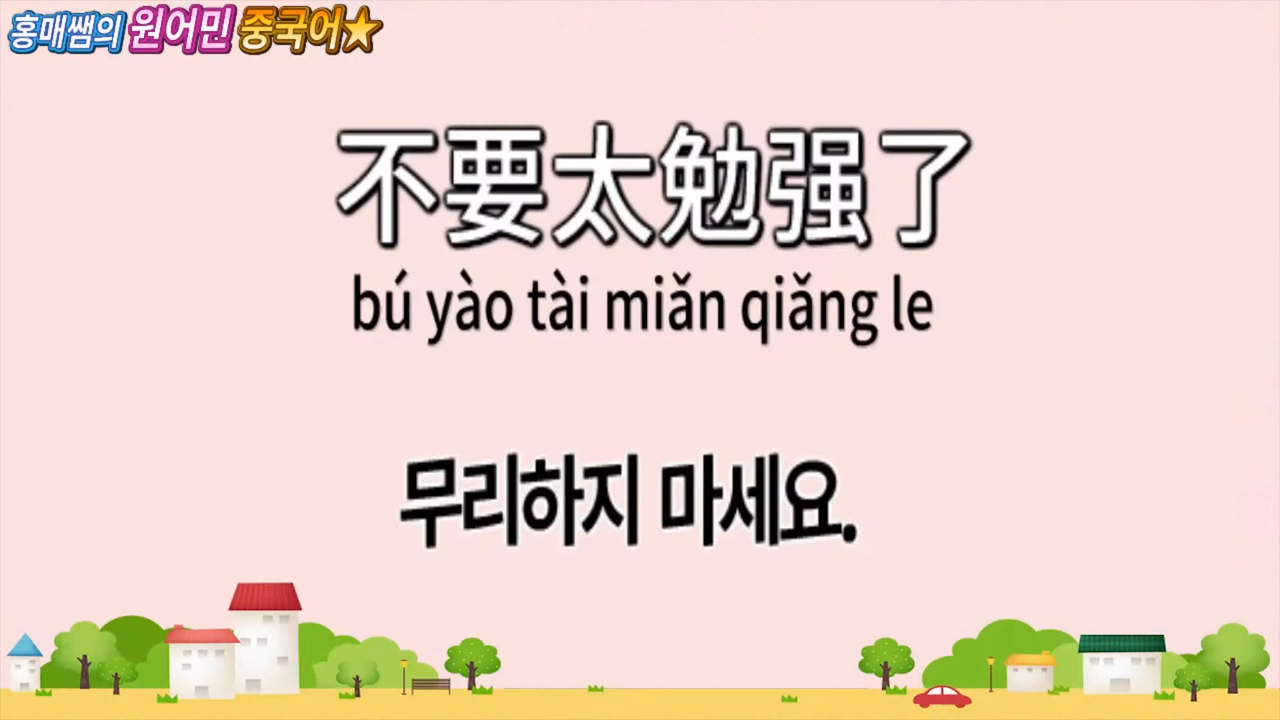 홍매쌤의 원어민 중국어★
不要太勉强了
bú yào tài miǎn qiǎng le
무리하지 마세요.